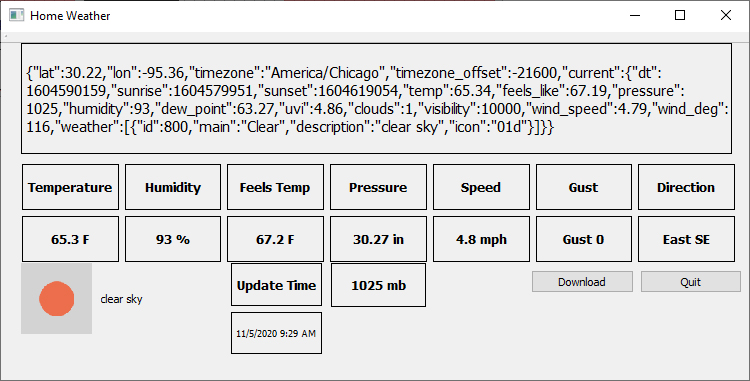 Home Weather
{"lat":30.22,"lon":-95.36,"timezone":"America/Chicago","timezone_offset":-21600,"current":{"dt":
1604590159,"sunrise":1604579951,"sunset":1604619054,"temp":65.34,"feels_like":67.19,"pressure":
1025,"humidity":93,"dew_point":63.27,"uvi":4.86,"clouds":1,"visibility":10000,"wind_speed":4.79,"wind_deg":
116,"weather":[{"id":800,"main":"Clear","description":"clear sky","icon":"01d"}]}}
Temperature Humidity Feels Temp Pressure Speed Gust Direction
65.3 F 93 % 67.2 F 30.27 in 4.8 mph Gust 0 East SE
clear sky Update Time 1025 mb Download Quit
11/5/2020 9:29 AM